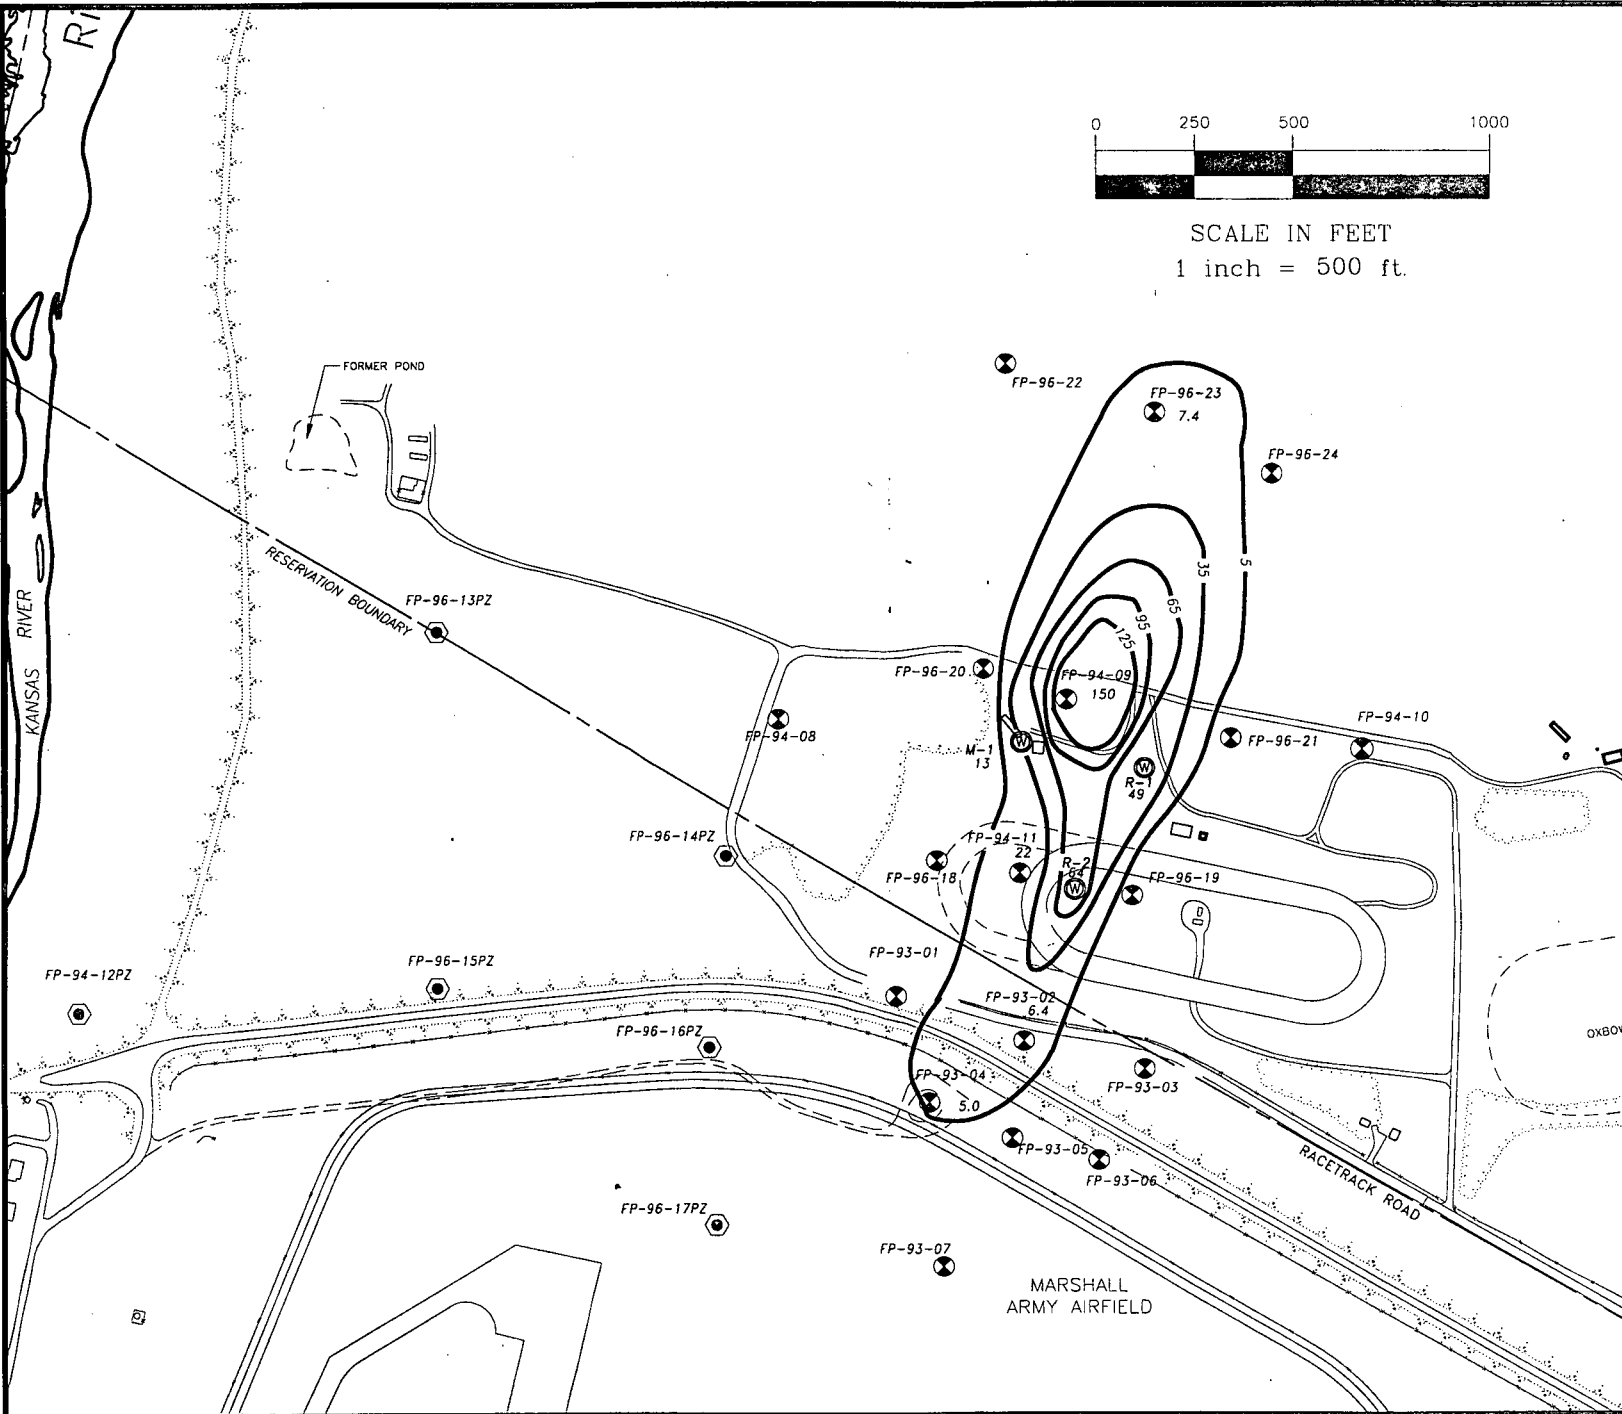 0 250 500 1000
SCALE IN FEET
1 inch = 500 ft.
FORMER POND
FP-96-22
FP-96-23
7.4
FP-96-24
5
35
65
95
125
RESERVATION BOUNDARY
FP-96-13PZ
KANSAS RIVER
FP-96-20
FP-94-09
150
FP-94-08
M-1
13
W
W
R-1
49
FP-96-21
FP-94-10
FP-96-14PZ
FP-94-11
22
FP-96-18
R-2
64
W
FP-96-19
FP-93-01
FP-94-12PZ
FP-96-15PZ
FP-93-02
6.4
FP-96-16PZ
FP-93-03
FP-93-04
5.0
FP-93-05
FP-93-06
RACETRACK ROAD
FP-96-17PZ
FP-93-07
MARSHALL
ARMY AIRFIELD